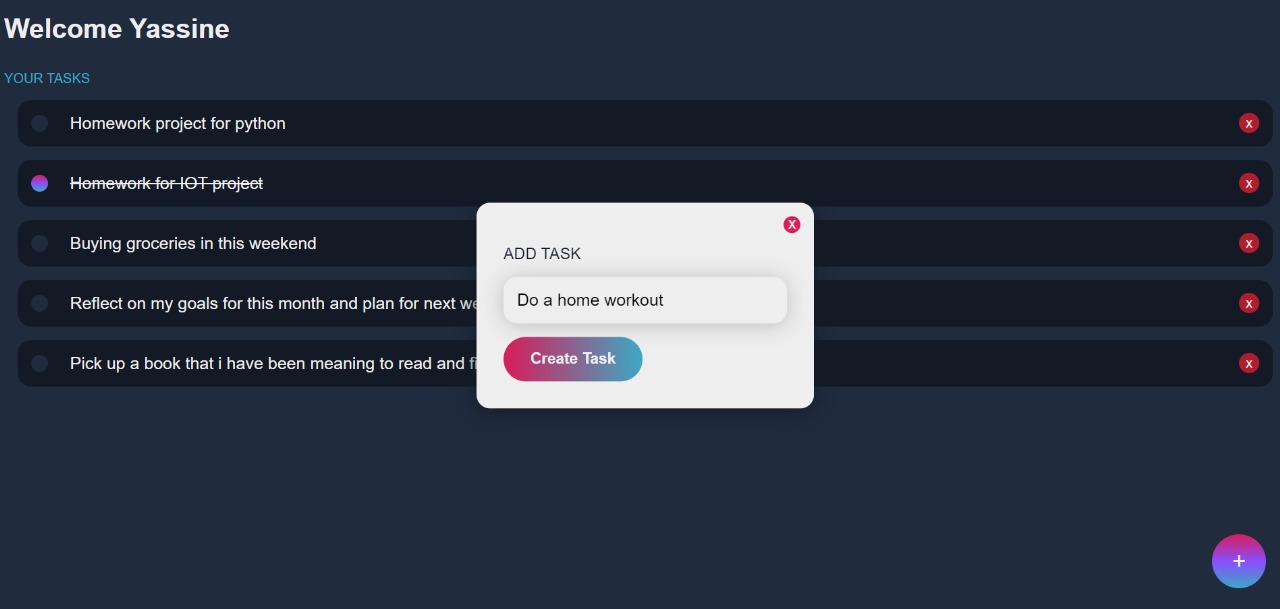 Welcome Yassine
YOUR TASKS
Homework project for python
x
Homework for IOT project
x
Buying groceries in this weekend
x
Reflect on my goals for this month and plan for next
x
Pick up a book that i have been meaning to read and
x
X
ADD TASK
Do a home workout
Create Task
+